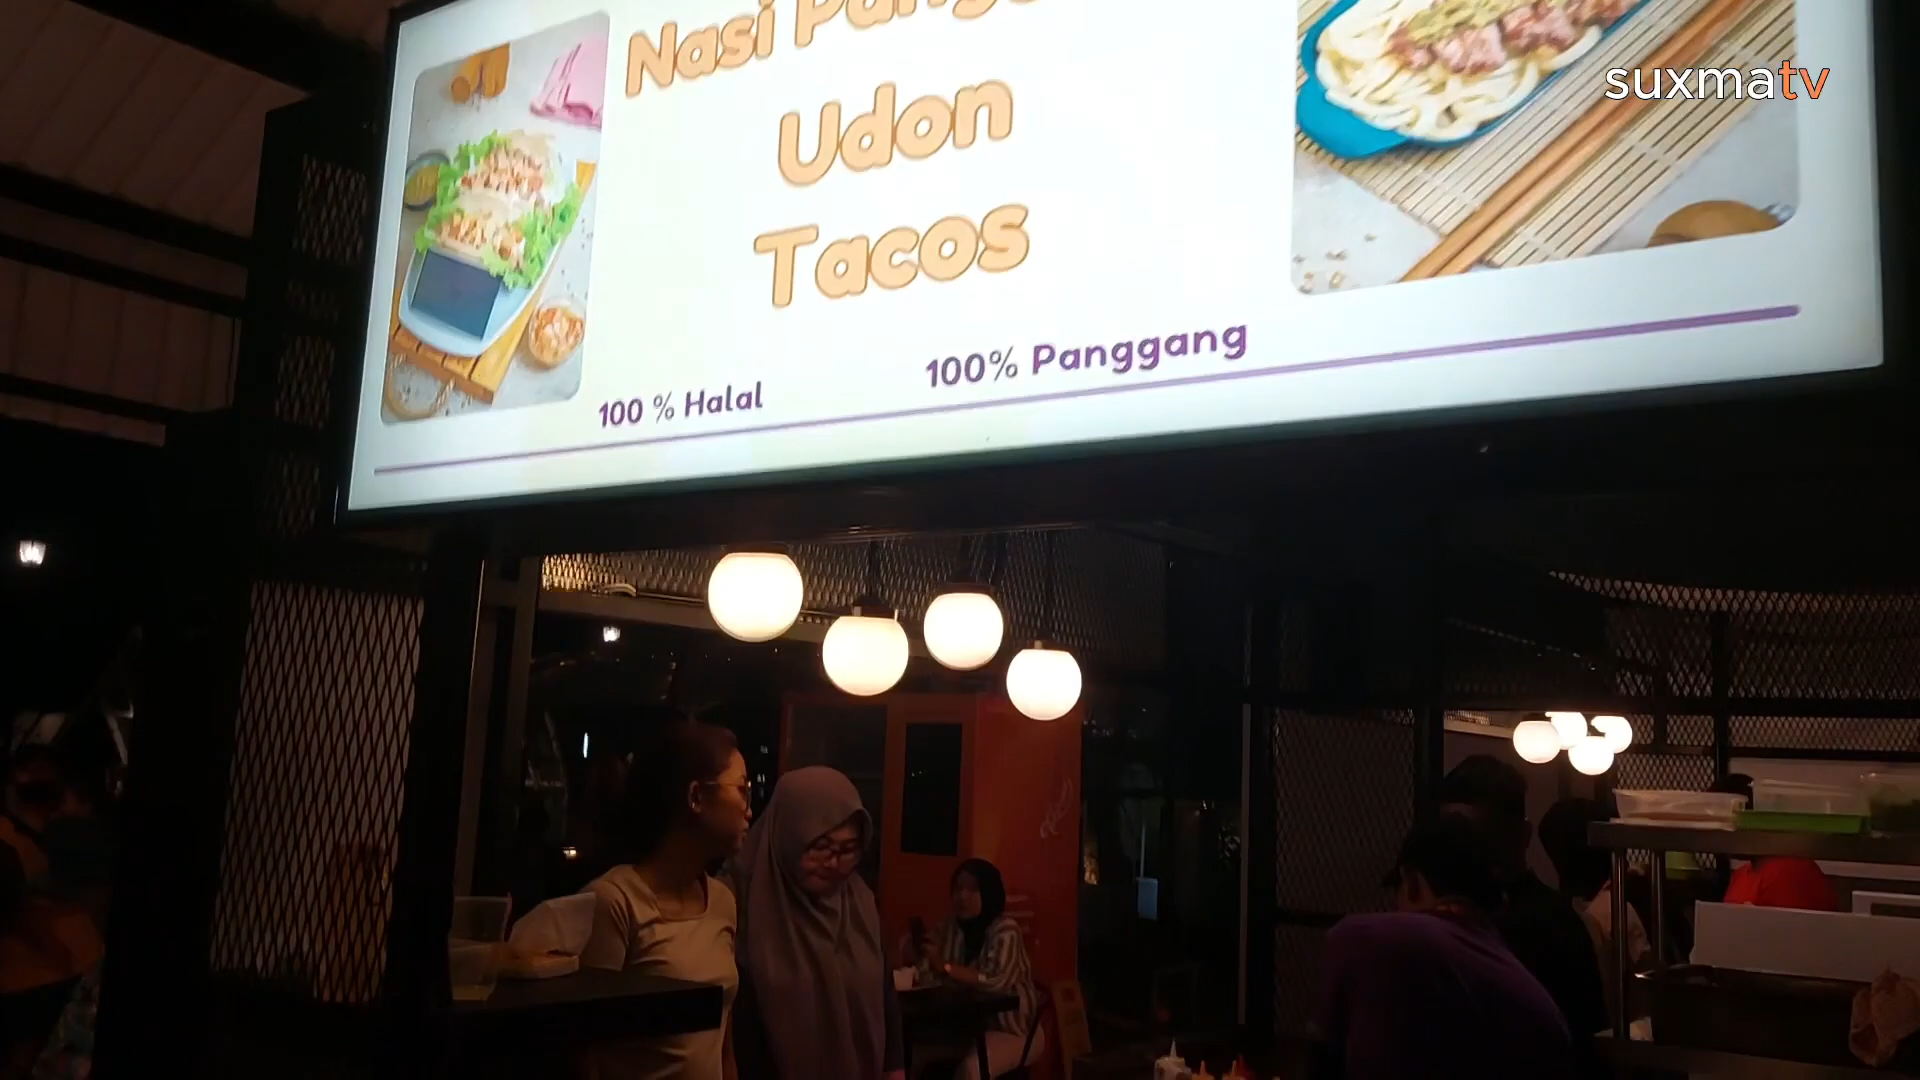 suxmatv
Nasi
Udon
Tacos
100 % Halal
100% Panggang